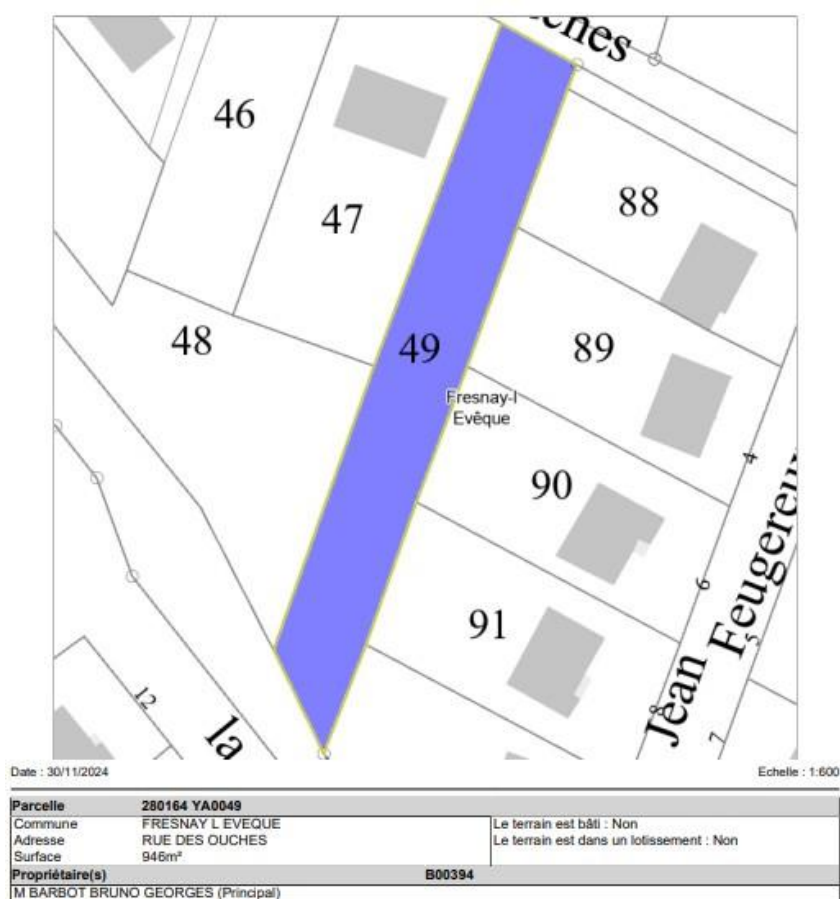 ches
46
88
47
48
49
89
Fresnay-l
Evêque
4
90
6
91
Jean Feugereux
5
8
7
12
la
Date : 30/11/2024
Echelle : 1:600
Parcelle 280164 YA0049
Commune FRESNAY L EVEQUE Le terrain est bâti : Non
Adresse RUE DES OUCHES Le terrain est dans un lotissement : Non
Surface 946m²
Propriétaire(s) B00394
M BARBOT BRUNO GEORGES (Principal)